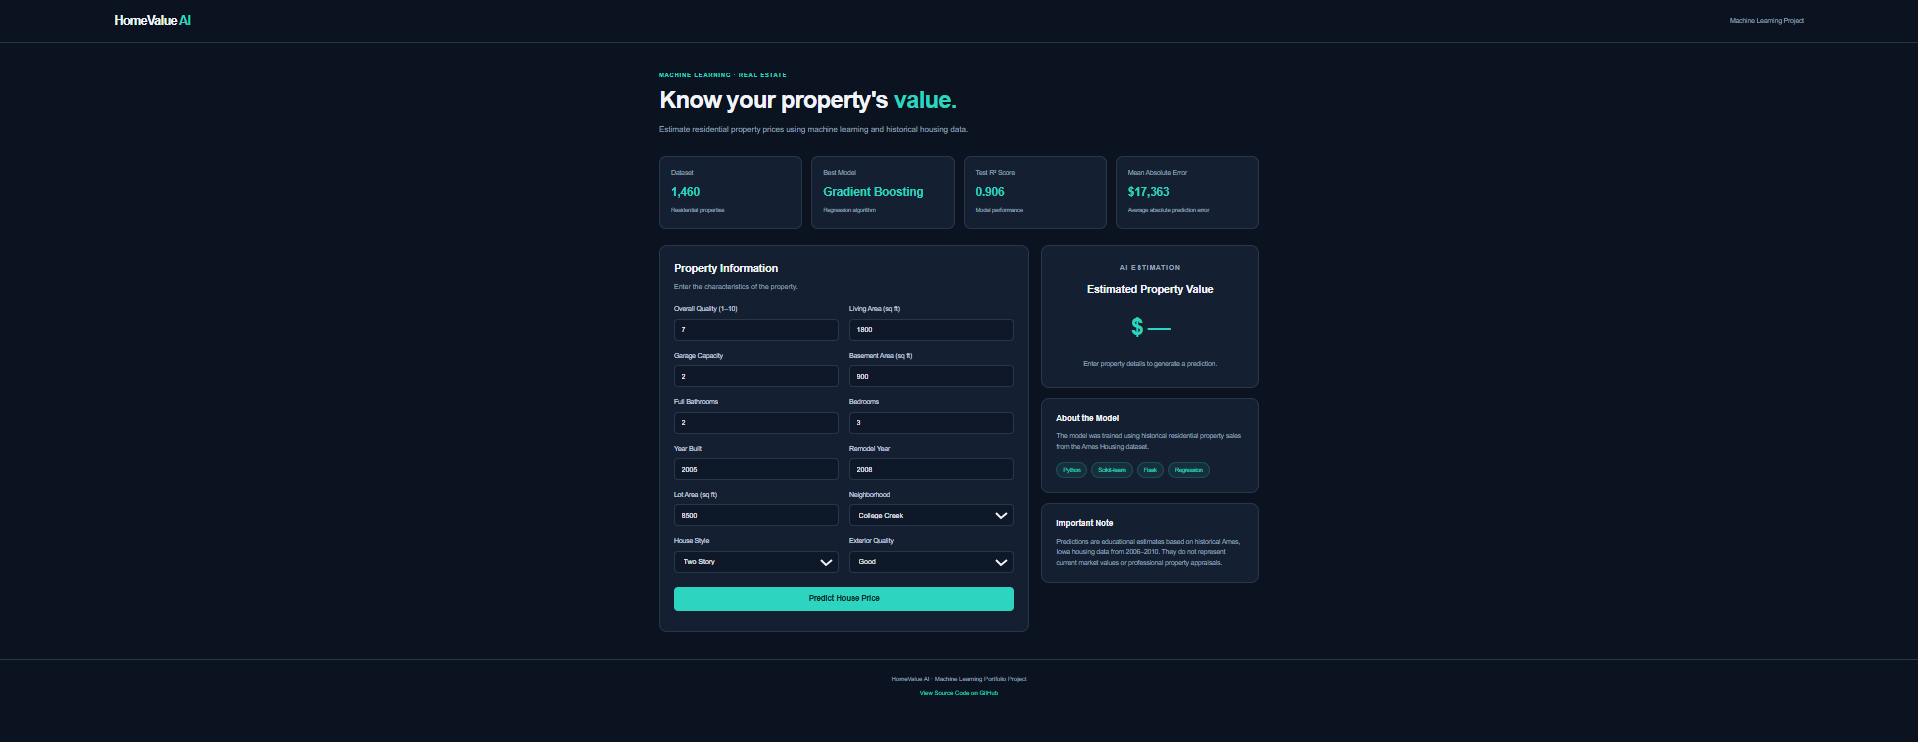 HomeValue AI
Machine Learning Project
MACHINE LEARNING · REAL ESTATE
Know your property's value.
Estimate residential property prices using machine learning and historical housing data.
Dataset
1,460
Residential properties
Best Model
Gradient Boosting
Regression algorithm
Test R² Score
0.906
Model performance
Mean Absolute Error
$17,363
Average absolute prediction error
Property Information
Enter the characteristics of the property.
Overall Quality (1–10)
7
Living Area (sq ft)
1800
Garage Capacity
2
Basement Area (sq ft)
900
Full Bathrooms
2
Bedrooms
3
Year Built
2005
Remodel Year
2008
Lot Area (sq ft)
8500
Neighborhood
College Creek
House Style
Two Story
Exterior Quality
Good
Predict House Price
AI ESTIMATION
Estimated Property Value
$ —
Enter property details to generate a prediction.
About the Model
The model was trained using historical residential property sales
from the Ames Housing dataset.
Python
Scikit-learn
Flask
Regression
Important Note
Predictions are educational estimates based on historical Ames,
Iowa housing data from 2006–2010. They do not represent
current market values or professional property appraisals.
HomeValue AI · Machine Learning Portfolio Project
View Source Code on GitHub